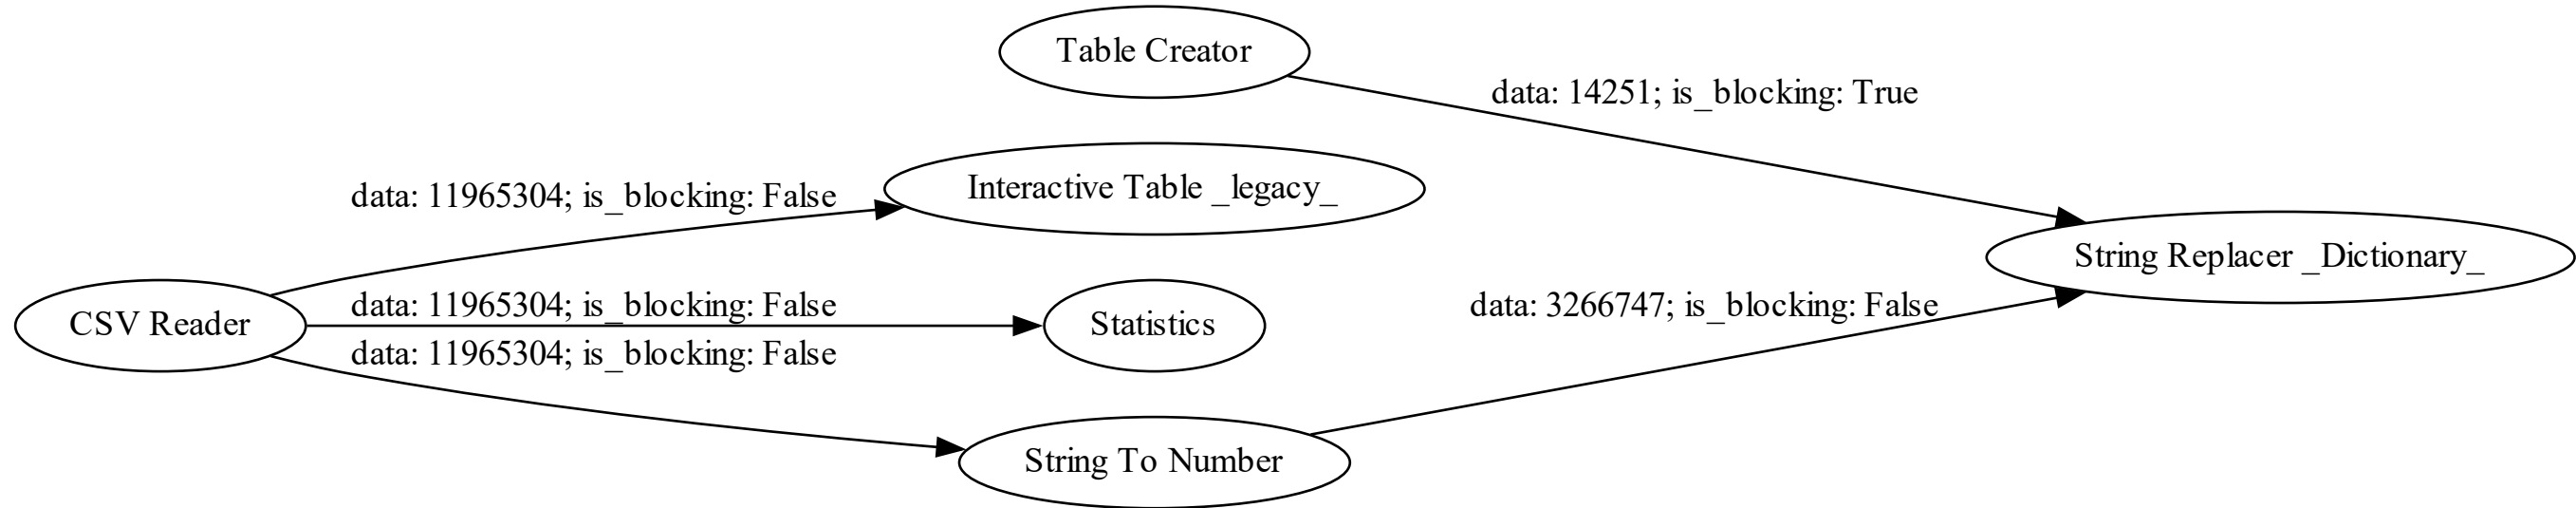 Table Creator
data: 14251; is_blocking: True
data: 11965304; is_blocking: False
Interactive Table _legacy_
String Replacer _Dictionary_
CSV Reader
data: 11965304; is_blocking: False
Statistics
data: 3266747; is_blocking: False
data: 11965304; is_blocking: False
String To Number